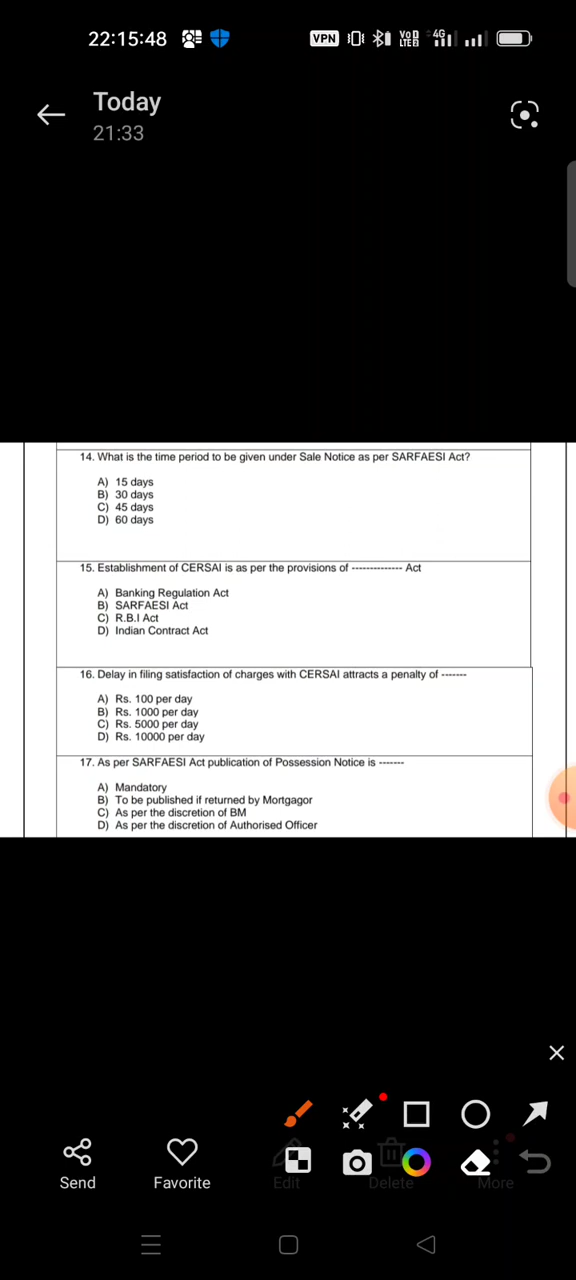 22:15:48 VPN VoD LTE 4G
Today
21:33
14. What is the time period to be given under Sale Notice as per SARFAESI Act?
A) 15 days
B) 30 days
C) 45 days
D) 60 days
15. Establishment of CERSAI is as per the provisions of -------------- Act
A) Banking Regulation Act
B) SARFAESI Act
C) R.B.I Act
D) Indian Contract Act
16. Delay in filing satisfaction of charges with CERSAI attracts a penalty of -------
A) Rs. 100 per day
B) Rs. 1000 per day
C) Rs. 5000 per day
D) Rs. 10000 per day
17. As per SARFAESI Act publication of Possession Notice is -------
A) Mandatory
B) To be published if returned by Mortgagor
C) As per the discretion of BM
D) As per the discretion of Authorised Officer
Send Favorite Edit Delete More